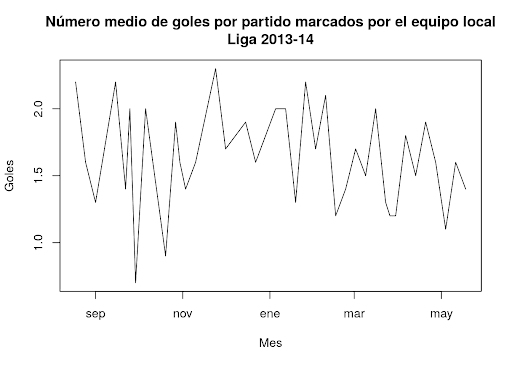 Número medio de goles por partido marcados por el equipo local
Liga 2013-14
Goles
2.0
1.5
1.0
sep nov ene mar may
Mes